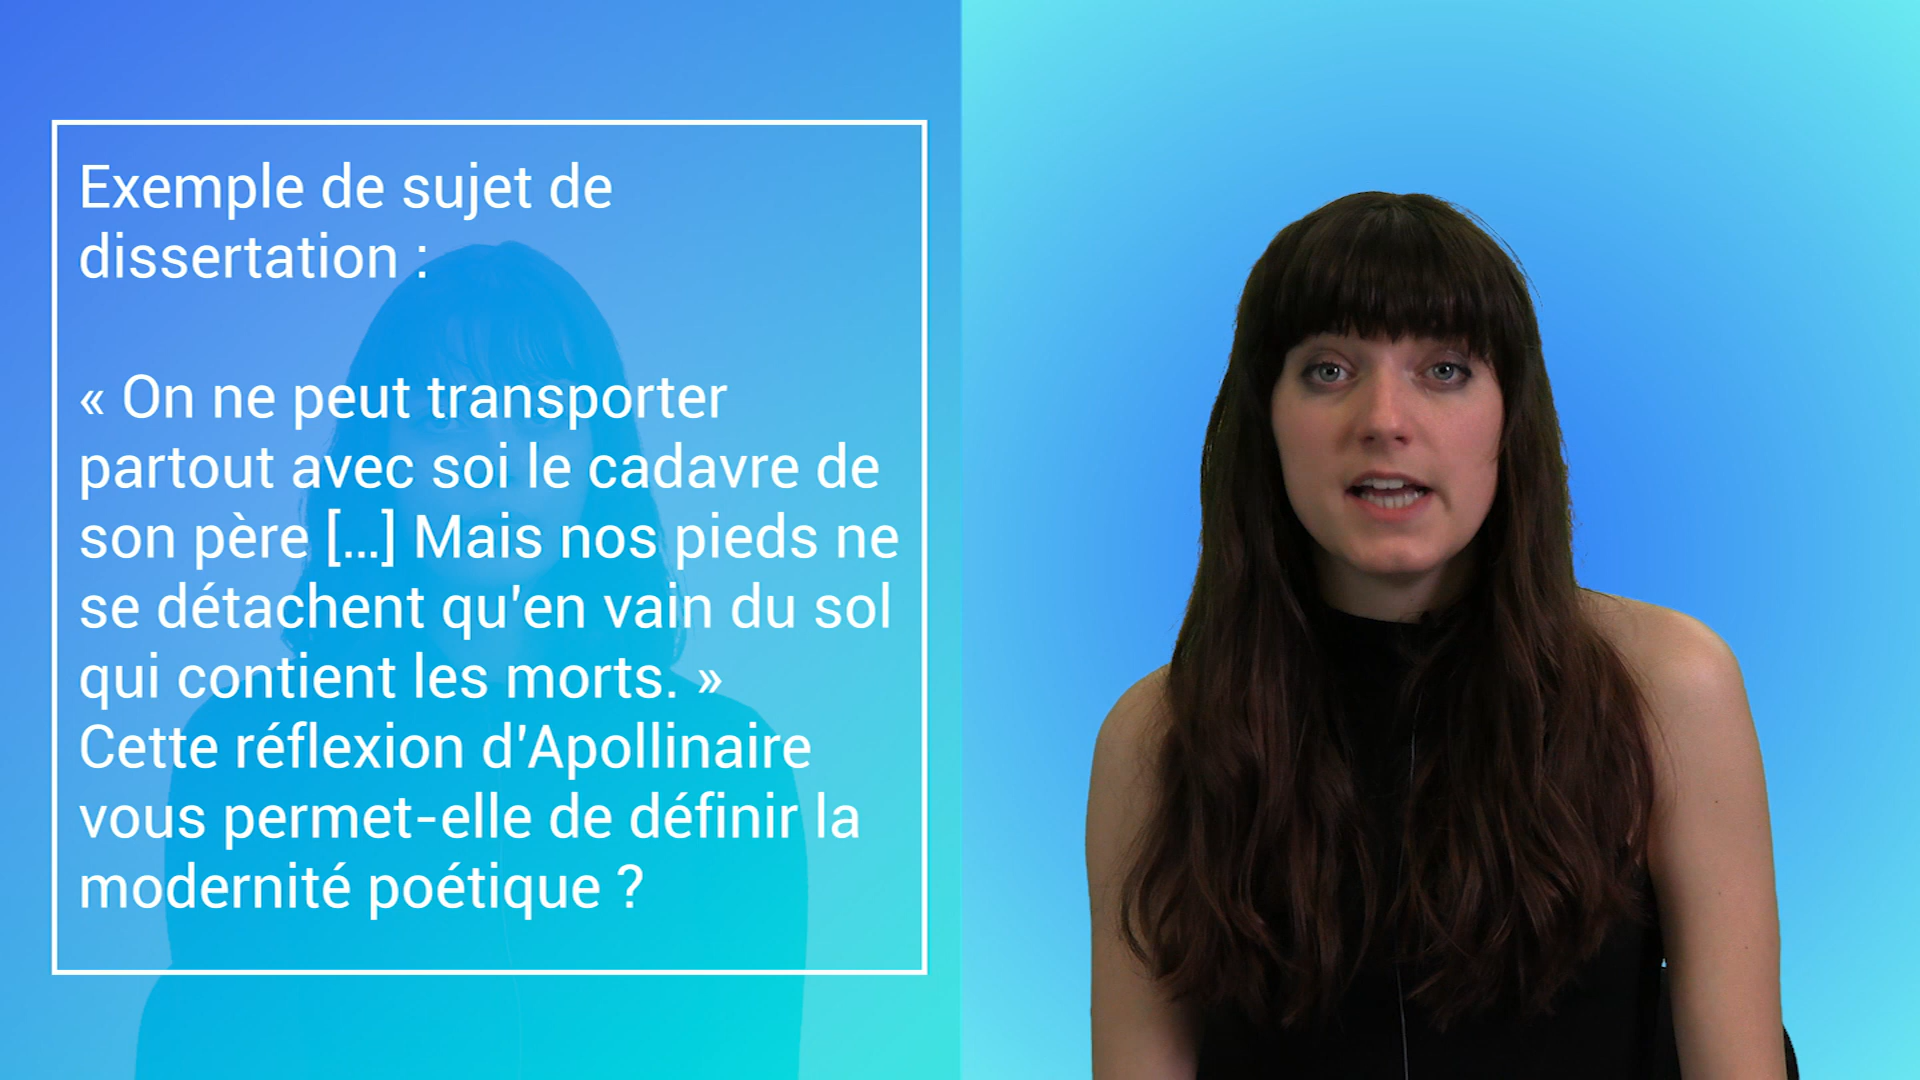 Exemple de sujet de
dissertation :
« On ne peut transporter
partout avec soi le cadavre de
son père [...] Mais nos pieds ne
se détachent qu'en vain du sol
qui contient les morts. »
Cette réflexion d'Apollinaire
vous permet-elle de définir la
modernité poétique ?